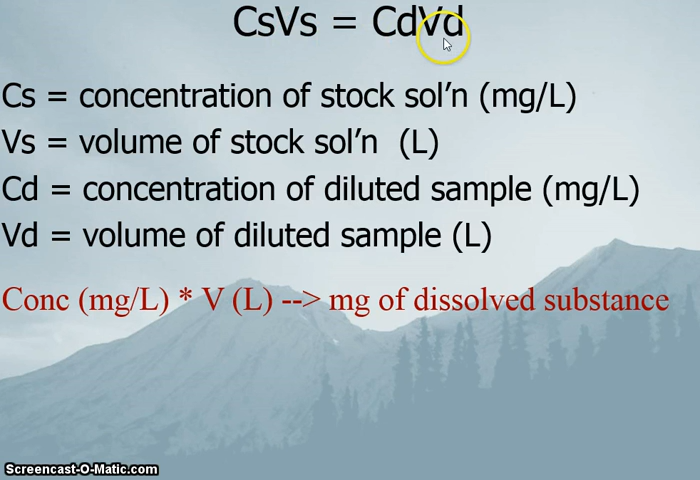 CsVs = CdVd
Cs = concentration of stock sol’n (mg/L)
Vs = volume of stock sol’n (L)
Cd = concentration of diluted sample (mg/L)
Vd = volume of diluted sample (L)
Conc (mg/L) * V (L) --> mg of dissolved substance
Screencast-O-Matic.com